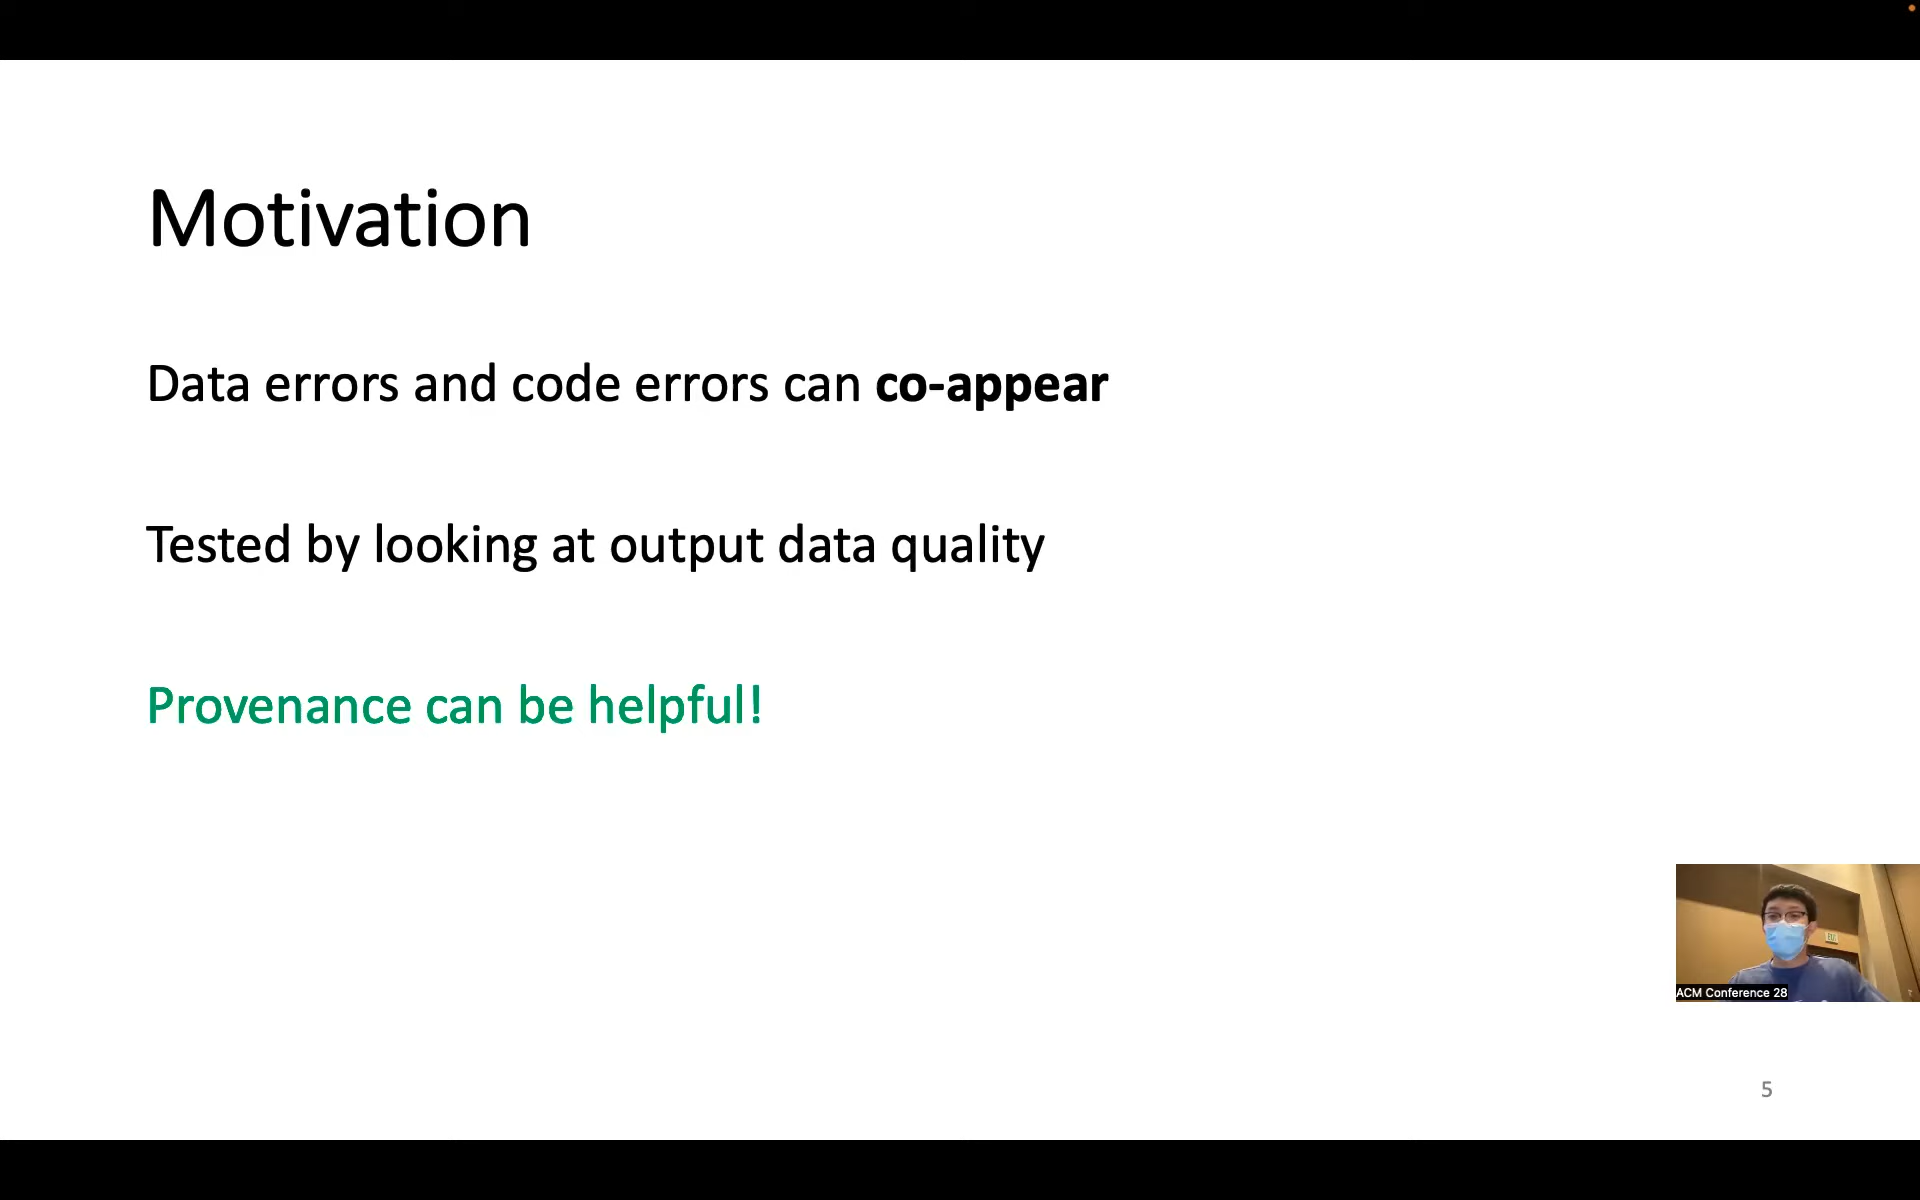 Motivation
Data errors and code errors can co-appear
Tested by looking at output data quality
Provenance can be helpful!
ACM Conference 28
5